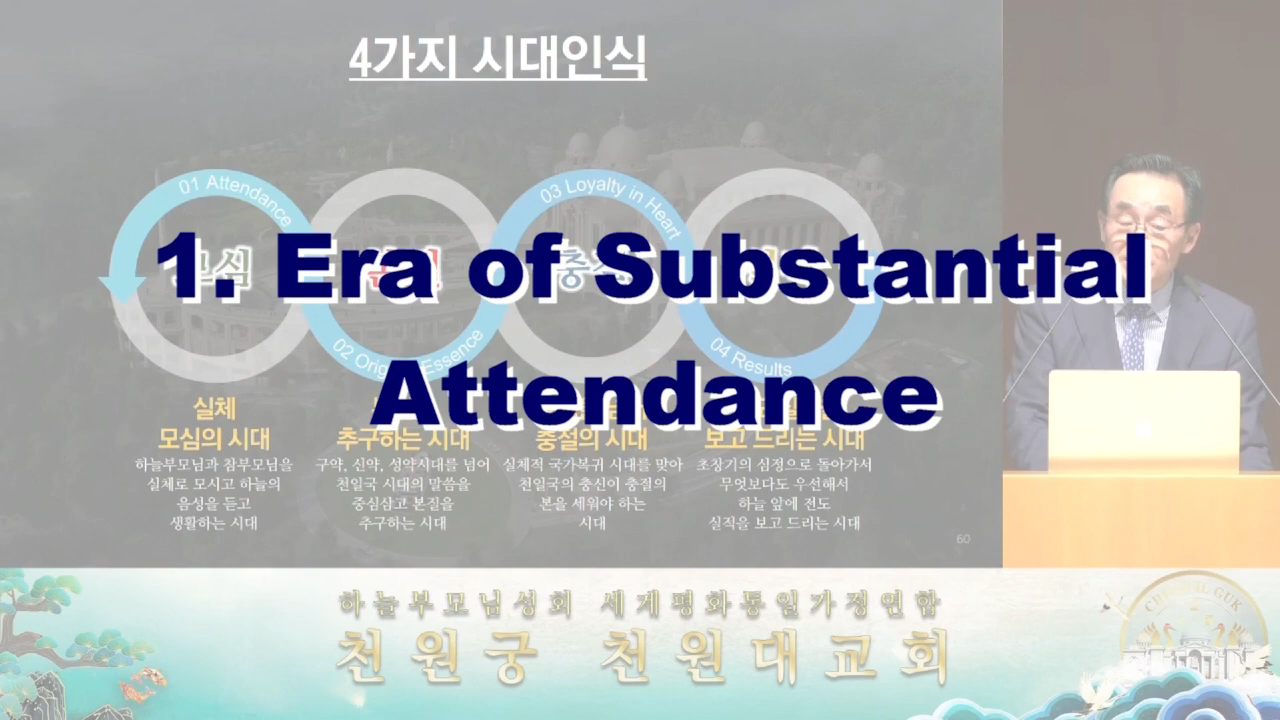 4가지 시대인식
01 Attendance
03 Loyalty in Heart
1. Era of Substantial
Attendance
02 Essence
04 Results
실체
모심의 시대
하늘부모님과 참부모님을
실체로 모시고 하늘의
음성을 듣고
생활하는 시대
추구하는 시대
구약, 신약, 성약시대를 넘어
천일국 시대의 말씀을
중심삼고 본질을
추구하는 시대
충절의 시대
실체적 국가복귀 시대를 맞아
천일국의 충신이 충절의
본을 세워야 하는
시대
보고 드리는 시대
초창기의 심정으로 돌아가서
무엇보다도 우선해서
하늘 앞에 전도
실적을 보고 드리는 시대
60
하늘부모님성회 세계평화통일가정연합
천원궁 천원대교회